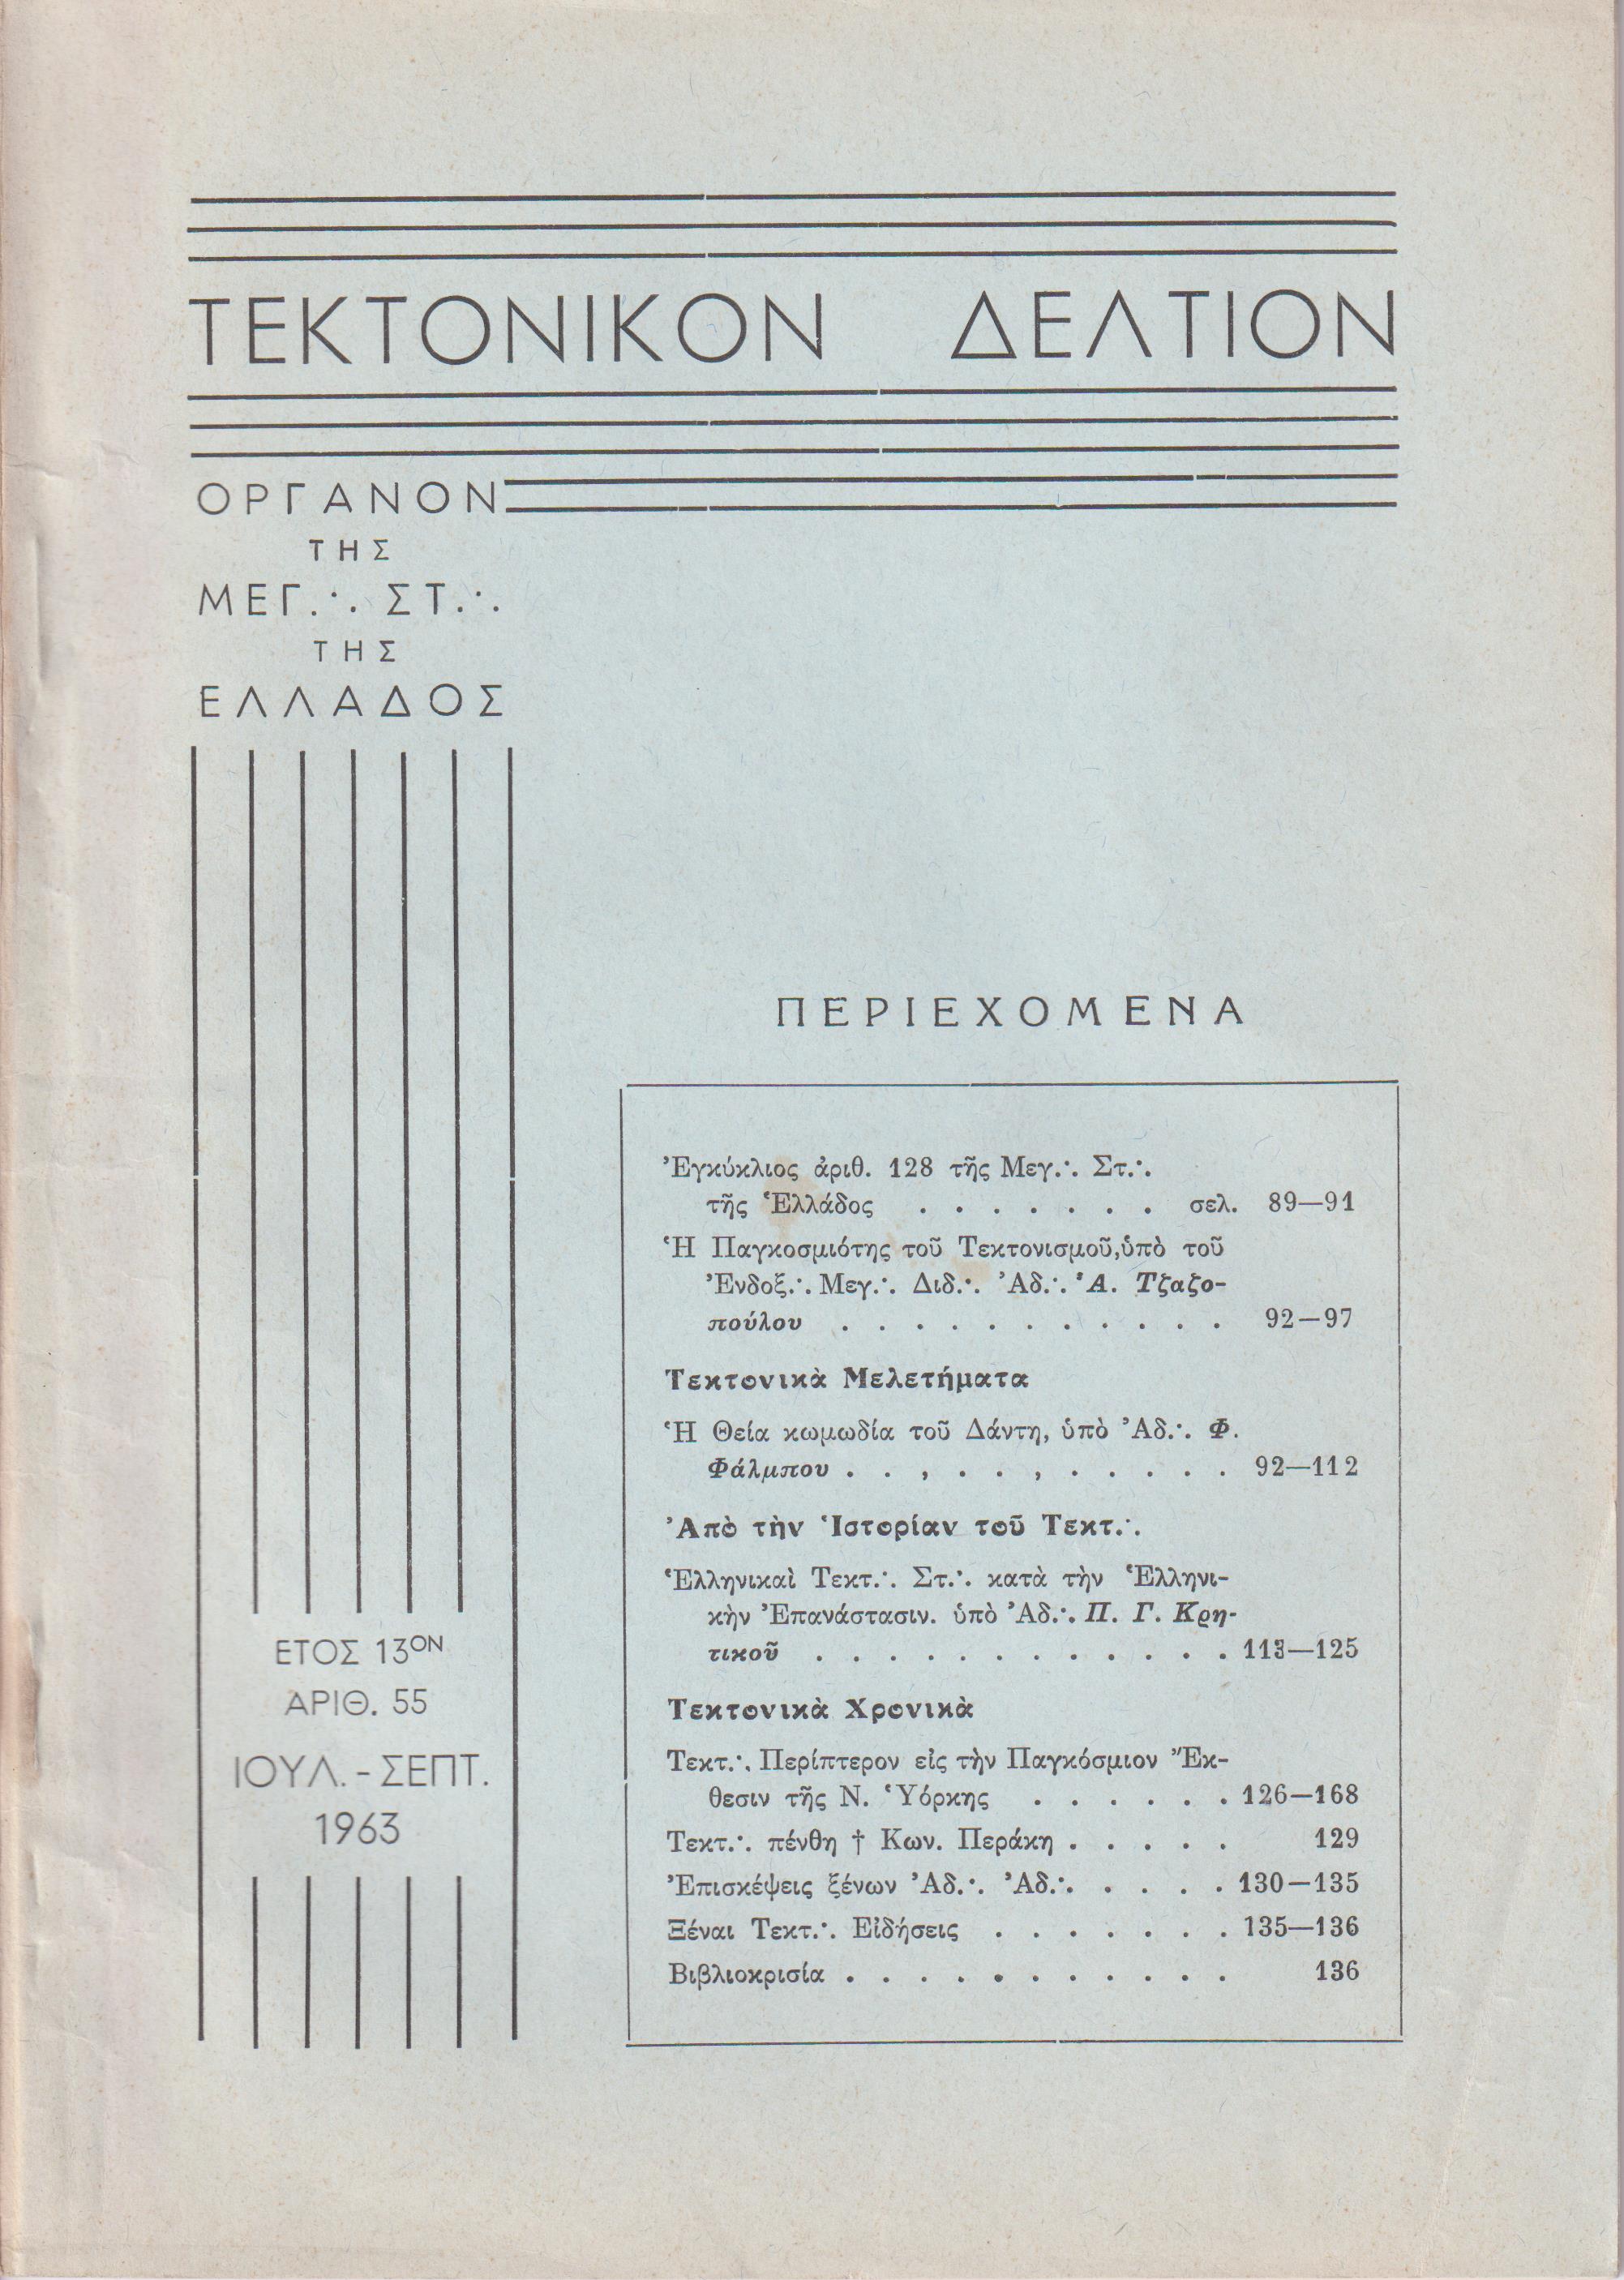 ΤΕΚΤΟΝΙΚΟΝ ΔΕΛΤΙΟΝ
ΟΡΓΑΝΟΝ
ΤΗΣ
ΜΕΓ.·. ΣΤ.·.
ΤΗΣ
ΕΛΛΑΔΟΣ
ΕΤΟΣ 13ΟΝ
ΑΡΙΘ. 55
ΙΟΥΛ. - ΣΕΠΤ.
1963
ΠΕΡΙΕΧΟΜΕΝΑ
Ἐγκύκλιος ἀριθ. 128 τῆς Μεγ.·. Στ.·.
τῆς Ἑλλάδος . . . . . . . σελ. 89—91
Ἡ Παγκοσμιότης τοῦ Τεκτονισμοῦ,ὑπὸ τοῦ
Ἐνδοξ.·. Μεγ.·. Διδ.·. Ἀδ.·. Ἀ. Τζαζο-
πούλου . . . . . . . . . . . 92—97
Τεκτονικὰ Μελετήματα
Ἡ Θεία κωμωδία τοῦ Δάντη, ὑπὸ Ἀδ.·. Φ.
Φάλμπου . . , . . , . . . . . 92—112
Ἀπὸ τὴν Ἱστορίαν τοῦ Τεκτ.·.
Ἑλληνικαὶ Τεκτ.·. Στ.·. κατὰ τὴν Ἑλληνι-
κὴν Ἐπανάστασιν. ὑπὸ Ἀδ.·. Π. Γ. Κρη-
τικοῦ . . . . . . . . . . . . 113—125
Τεκτονικὰ Χρονικὰ
Τεκτ.·. Περίπτερον εἰς τὴν Παγκόσμιον Ἔκ-
θεσιν τῆς Ν. Ὑόρκης . . . . . . 126—168
Τεκτ.·. πένθη † Κων. Περάκη . . . . . 129
Ἐπισκέψεις ξένων Ἀδ.·. Ἀδ.·. . . . . 130—135
Ξέναι Τεκτ.·. Εἰδήσεις . . . . . . . 135—136
Βιβλιοκρισία . . . . . . . . . . . 136